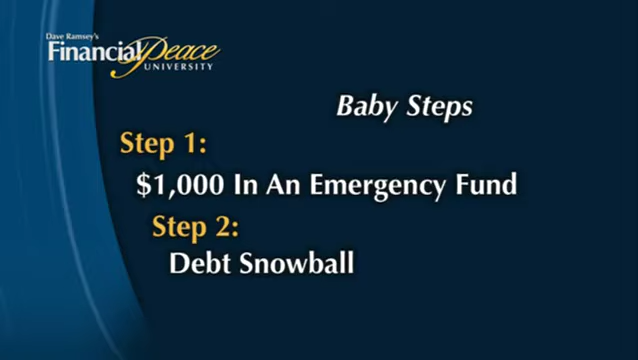 Dave Ramsey's
Financial Peace
UNIVERSITY
Baby Steps
Step 1:
$1,000 In An Emergency Fund
Step 2:
Debt Snowball